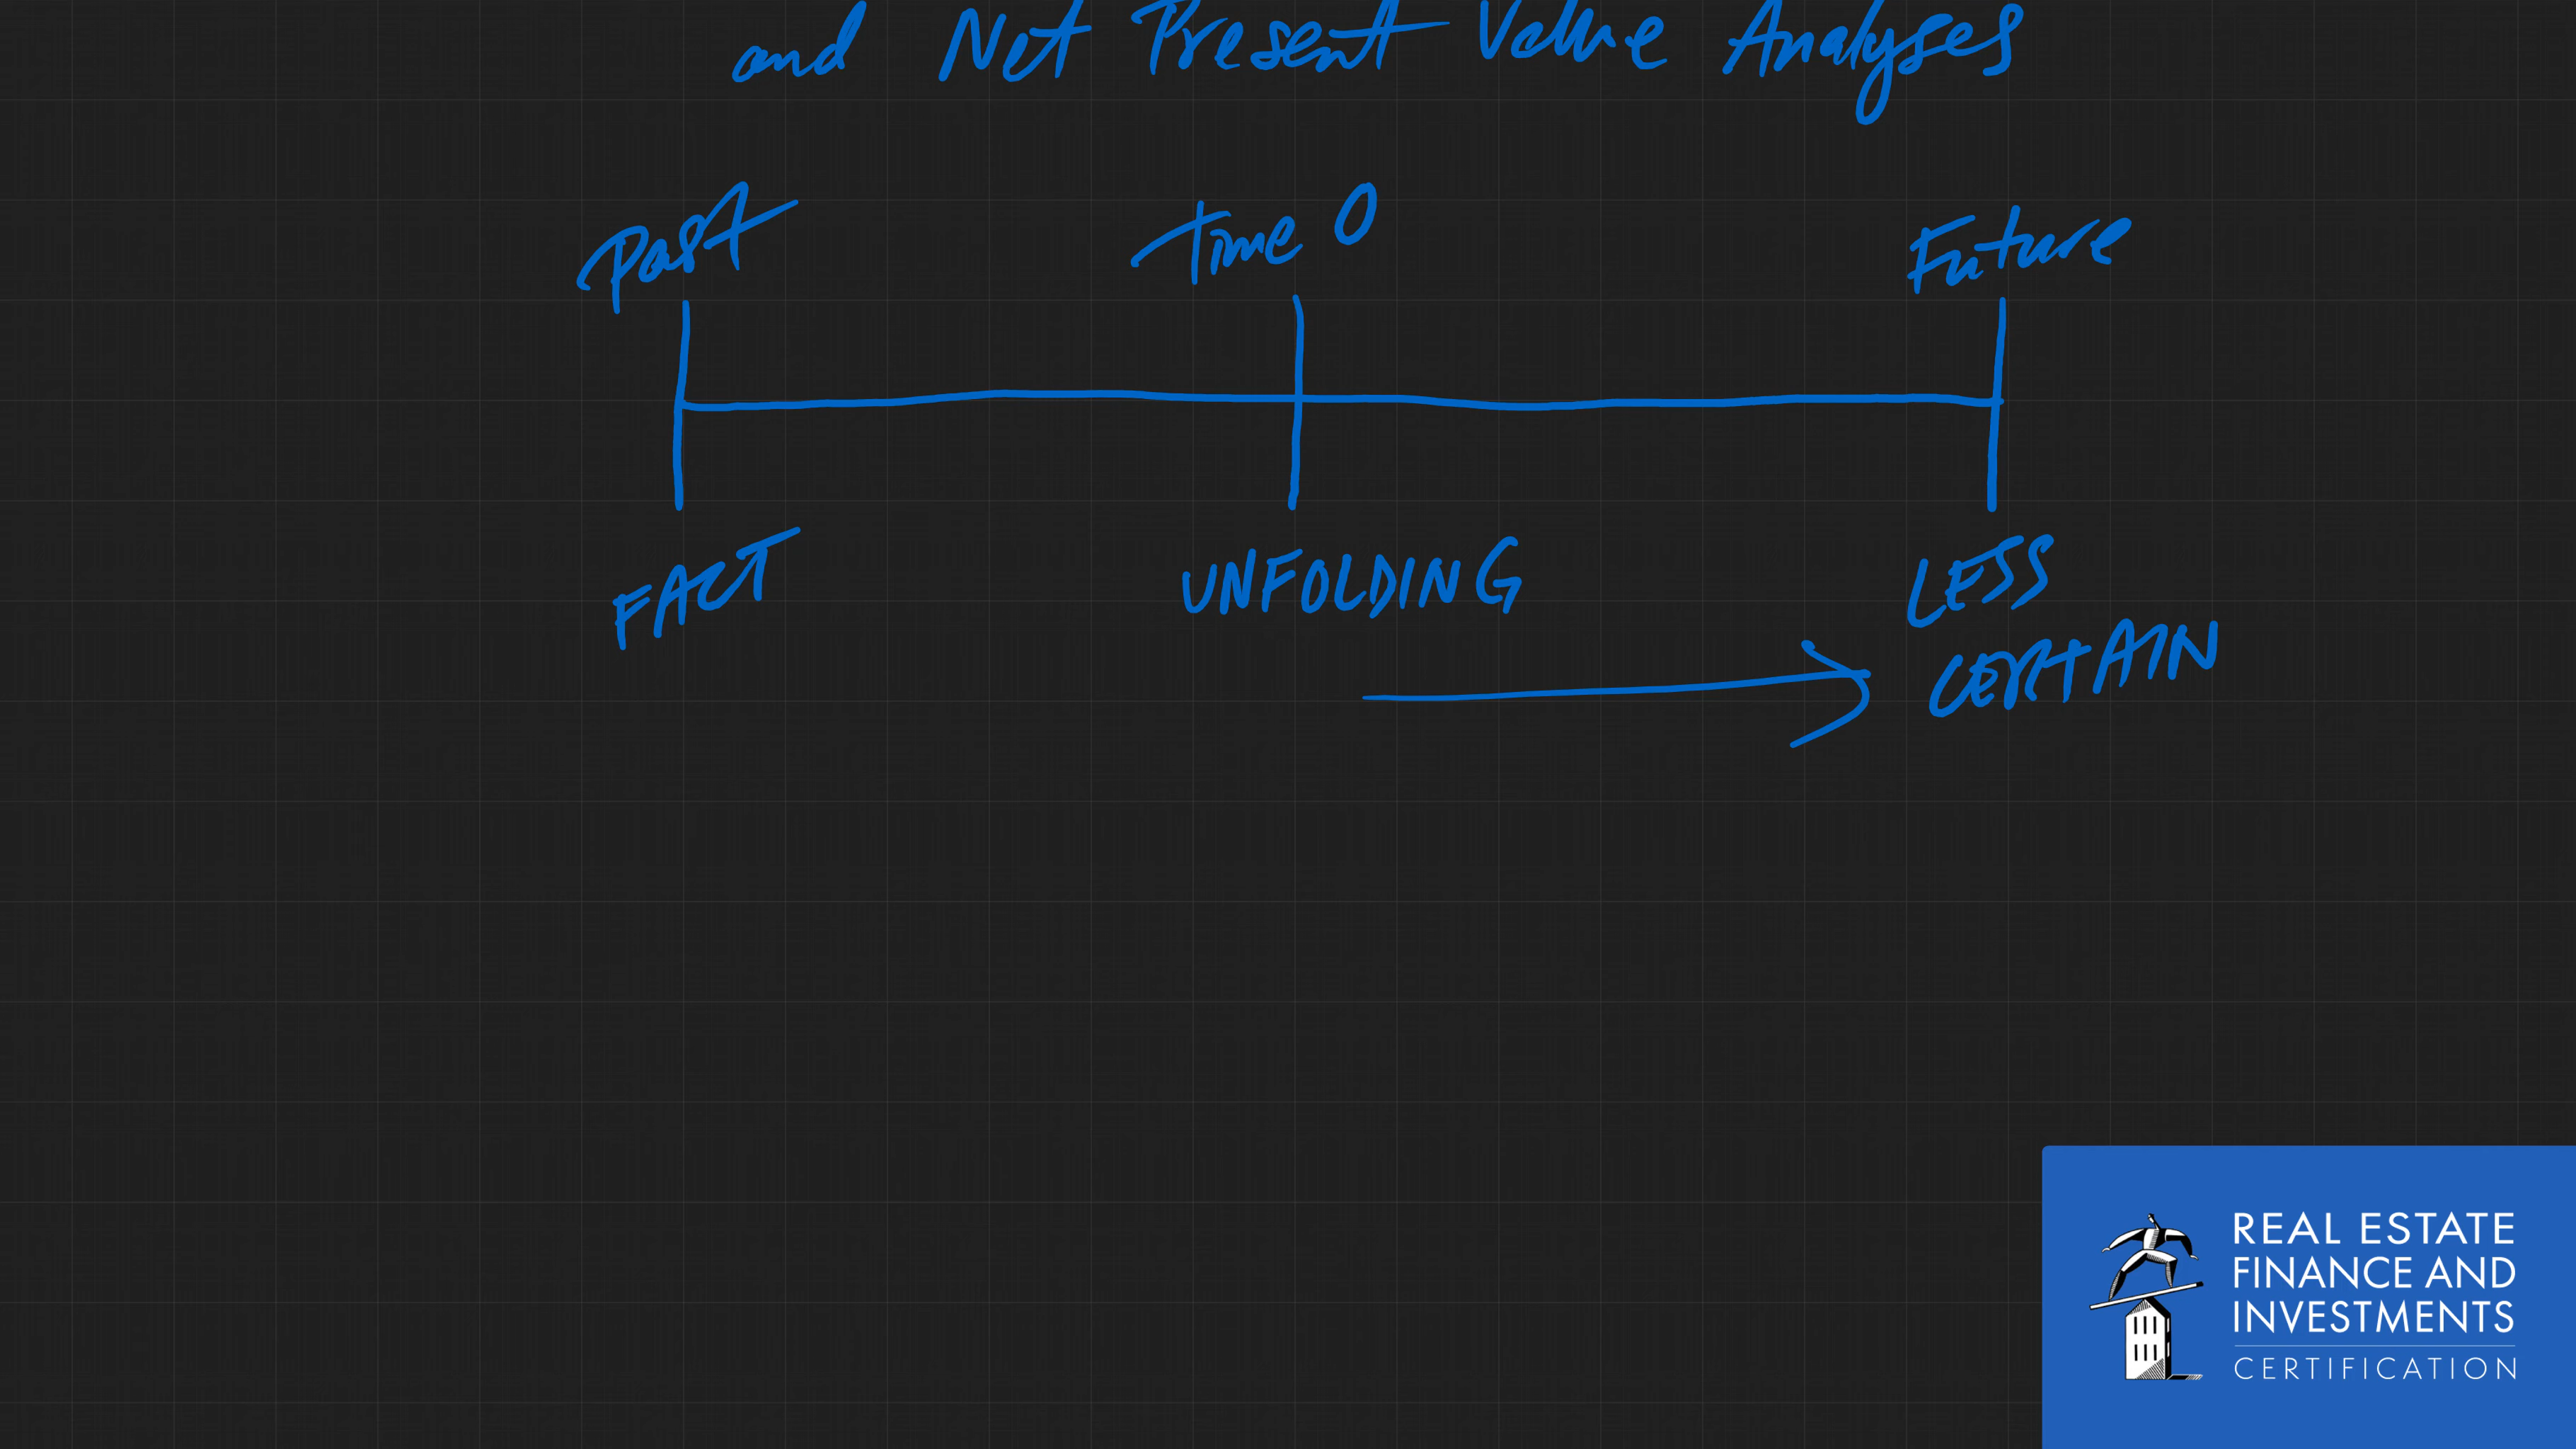 and Net Present Value Analyses
Past Time 0 Future
FACT UNFOLDING LESS
CERTAIN
REAL ESTATE
FINANCE AND
INVESTMENTS
CERTIFICATION